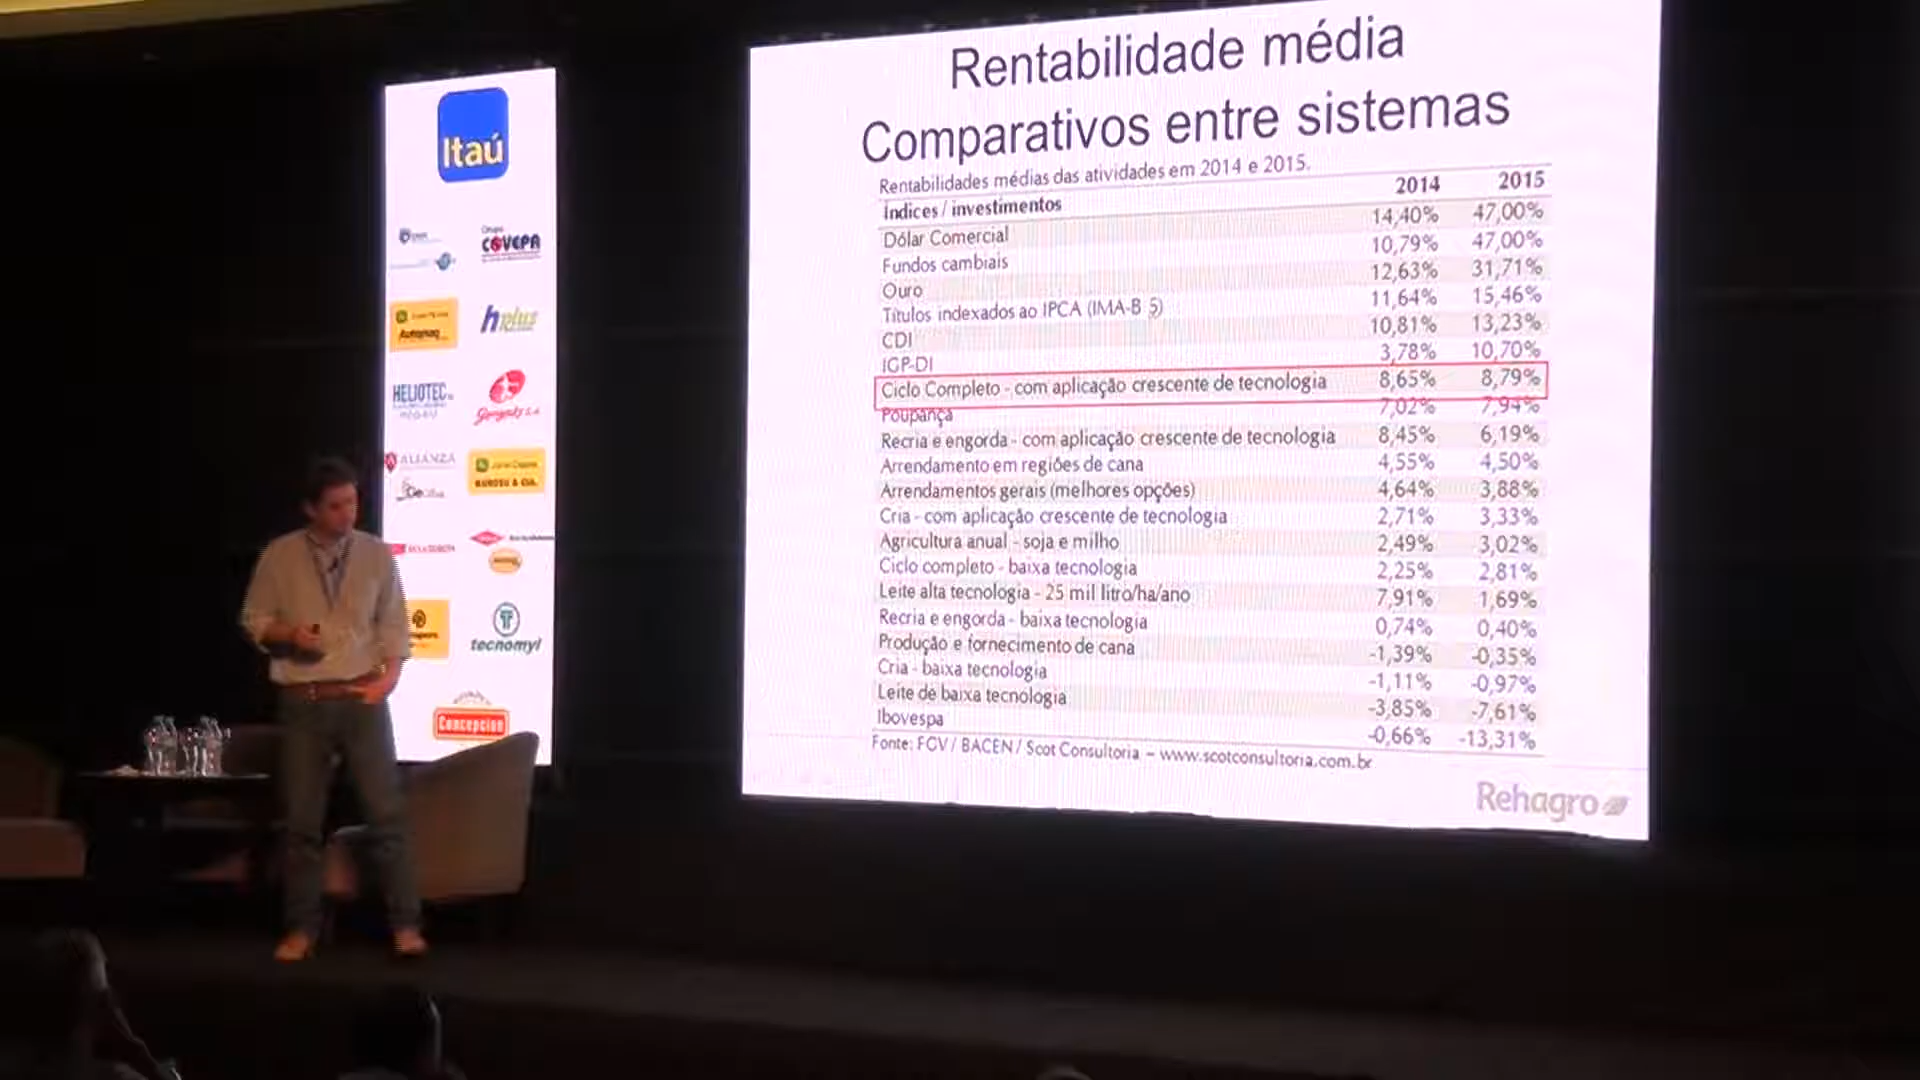 Rentabilidade média
Comparativos entre sistemas
Rentabilidades médias das atividades em 2014 e 2015.
Índices / investimentos 2014 2015
Dólar Comercial 14,40% 47,00%
Fundos cambiais 10,79% 47,00%
Ouro 12,63% 31,71%
Títulos indexados ao IPCA (IMA-B 5) 11,64% 15,46%
CDI 10,81% 13,23%
IGP-DI 3,78% 10,70%
Ciclo Completo - com aplicação crescente de tecnologia 8,65% 8,79%
Poupança 7,02% 7,94%
Recria e engorda - com aplicação crescente de tecnologia 8,45% 6,19%
Arrendamento em regiões de cana 4,55% 4,50%
Arrendamentos gerais (melhores opções) 4,64% 3,88%
Cria - com aplicação crescente de tecnologia 2,71% 3,33%
Agricultura anual - soja e milho 2,49% 3,02%
Ciclo completo - baixa tecnologia 2,25% 2,81%
Leite alta tecnologia - 25 mil litro/ha/ano 7,91% 1,69%
Recria e engorda - baixa tecnologia 0,74% 0,40%
Produção e fornecimento de cana -1,39% -0,35%
Cria - baixa tecnologia -1,11% -0,97%
Leite de baixa tecnologia -3,85% -7,61%
Ibovespa -0,66% -13,31%
Fonte: FGV / BACEN / Scot Consultoria – www.scotconsultoria.com.br
Rehagro
Itaú
Grupo
COVEPA
Automaq
hplus
HELIOTEC
ALIANZA
tecnomyl
Concepcion